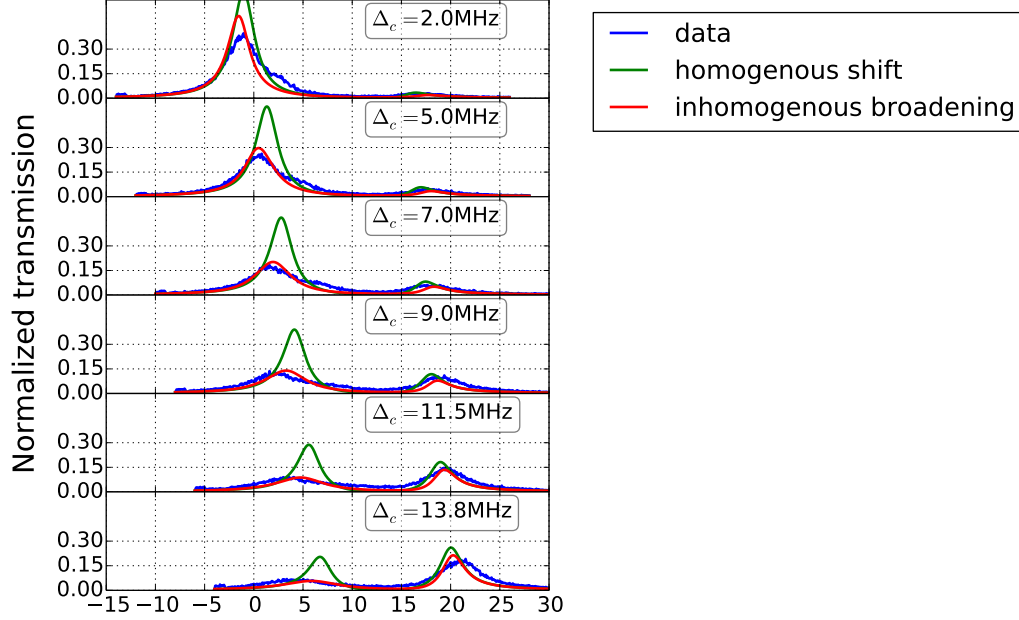 Δc = 2.0MHz
0.30
0.15
0.00
Δc = 5.0MHz
0.30
0.15
0.00
Δc = 7.0MHz
0.30
0.15
0.00
Δc = 9.0MHz
0.30
0.15
0.00
Δc = 11.5MHz
0.30
0.15
0.00
Δc = 13.8MHz
0.30
0.15
0.00
−15 −10 −5 0 5 10 15 20 25 30
Normalized transmission
data
homogenous shift
inhomogenous broadening